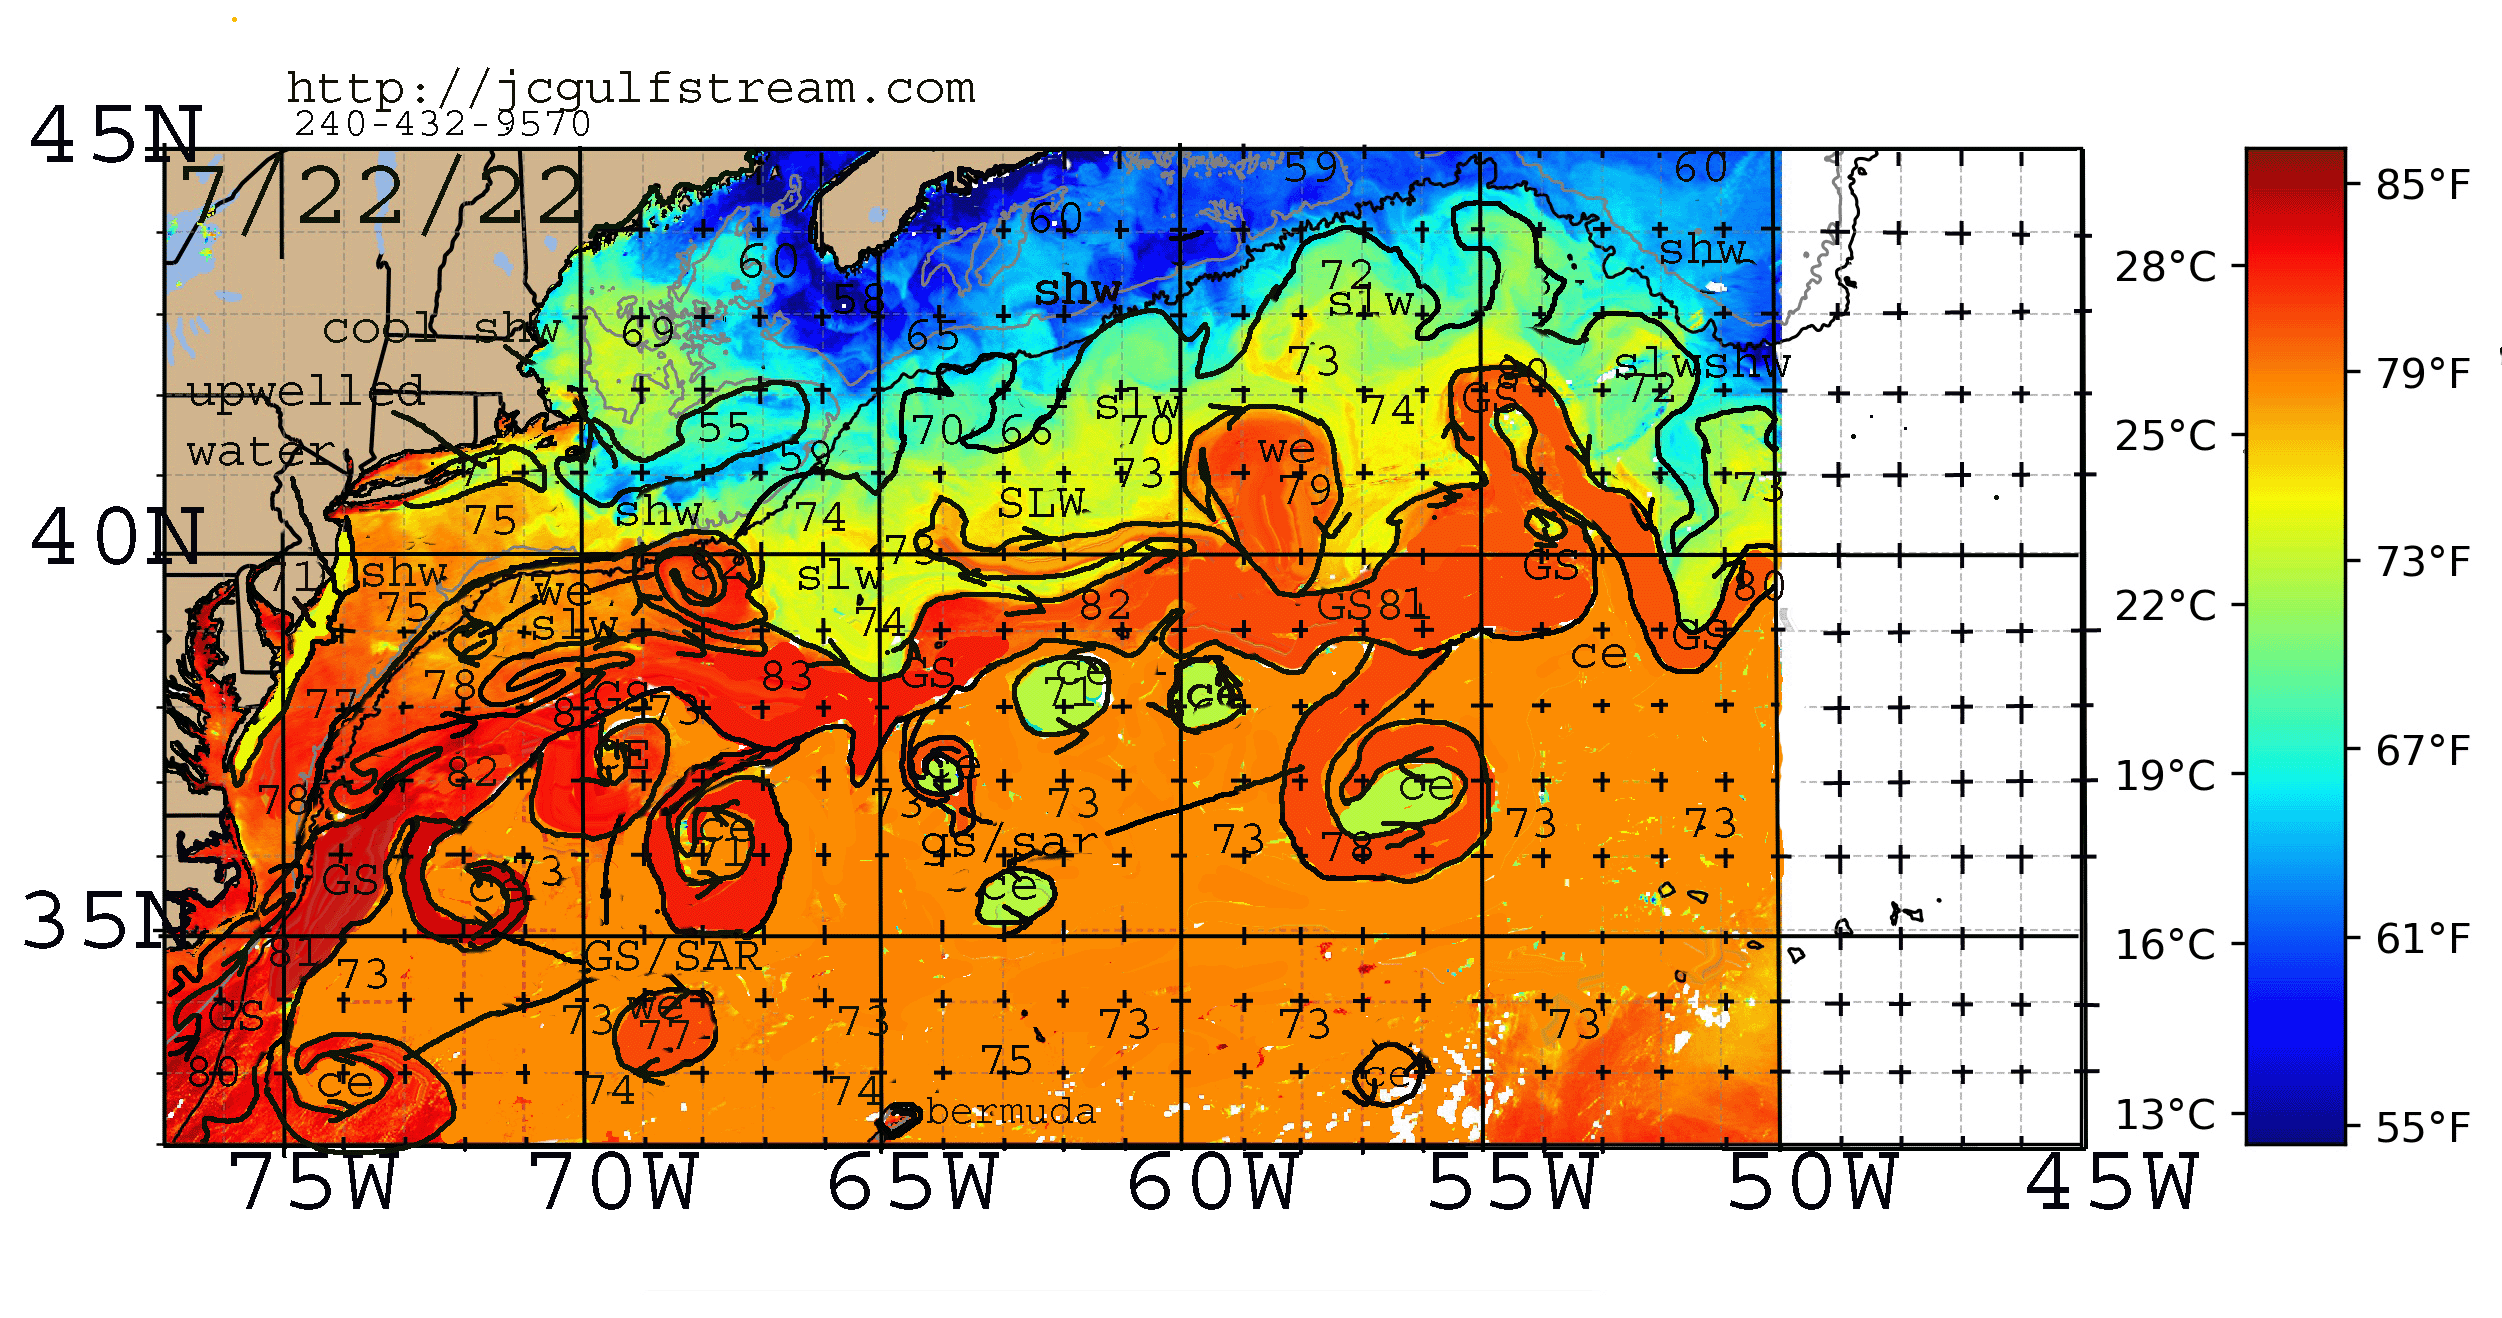 http://jcgulfstream.com
240-432-9570
45N
7/22/22
59
60
85°F
60
60
shw
28°C
72
58
shw
slw
cool shw
69
65
73
slw
shw
79°F
80
72
upwelled
slw
GS
74
55
70
66
70
25°C
water
we
71
59
73
79
73
SLW
75
shw
74
40N
73
73°F
71
shw
77
82
slw
GS
80
75
we
82
GS81
22°C
slw
74
GS
ce
78
83
GS
ce
77
GS
73
71
ce
67°F
82
CE
ce
19°C
78
73
73
ce
ce
gs/sar
73
78
73
73
71
GS
73
ce
35N
61°F
81
GS/SAR
16°C
73
GS
we
73
77
73
73
73
73
80
ce
75
ce
74
74
bermuda
13°C
55°F
75W
70W
65W
60W
55W
50W
45W